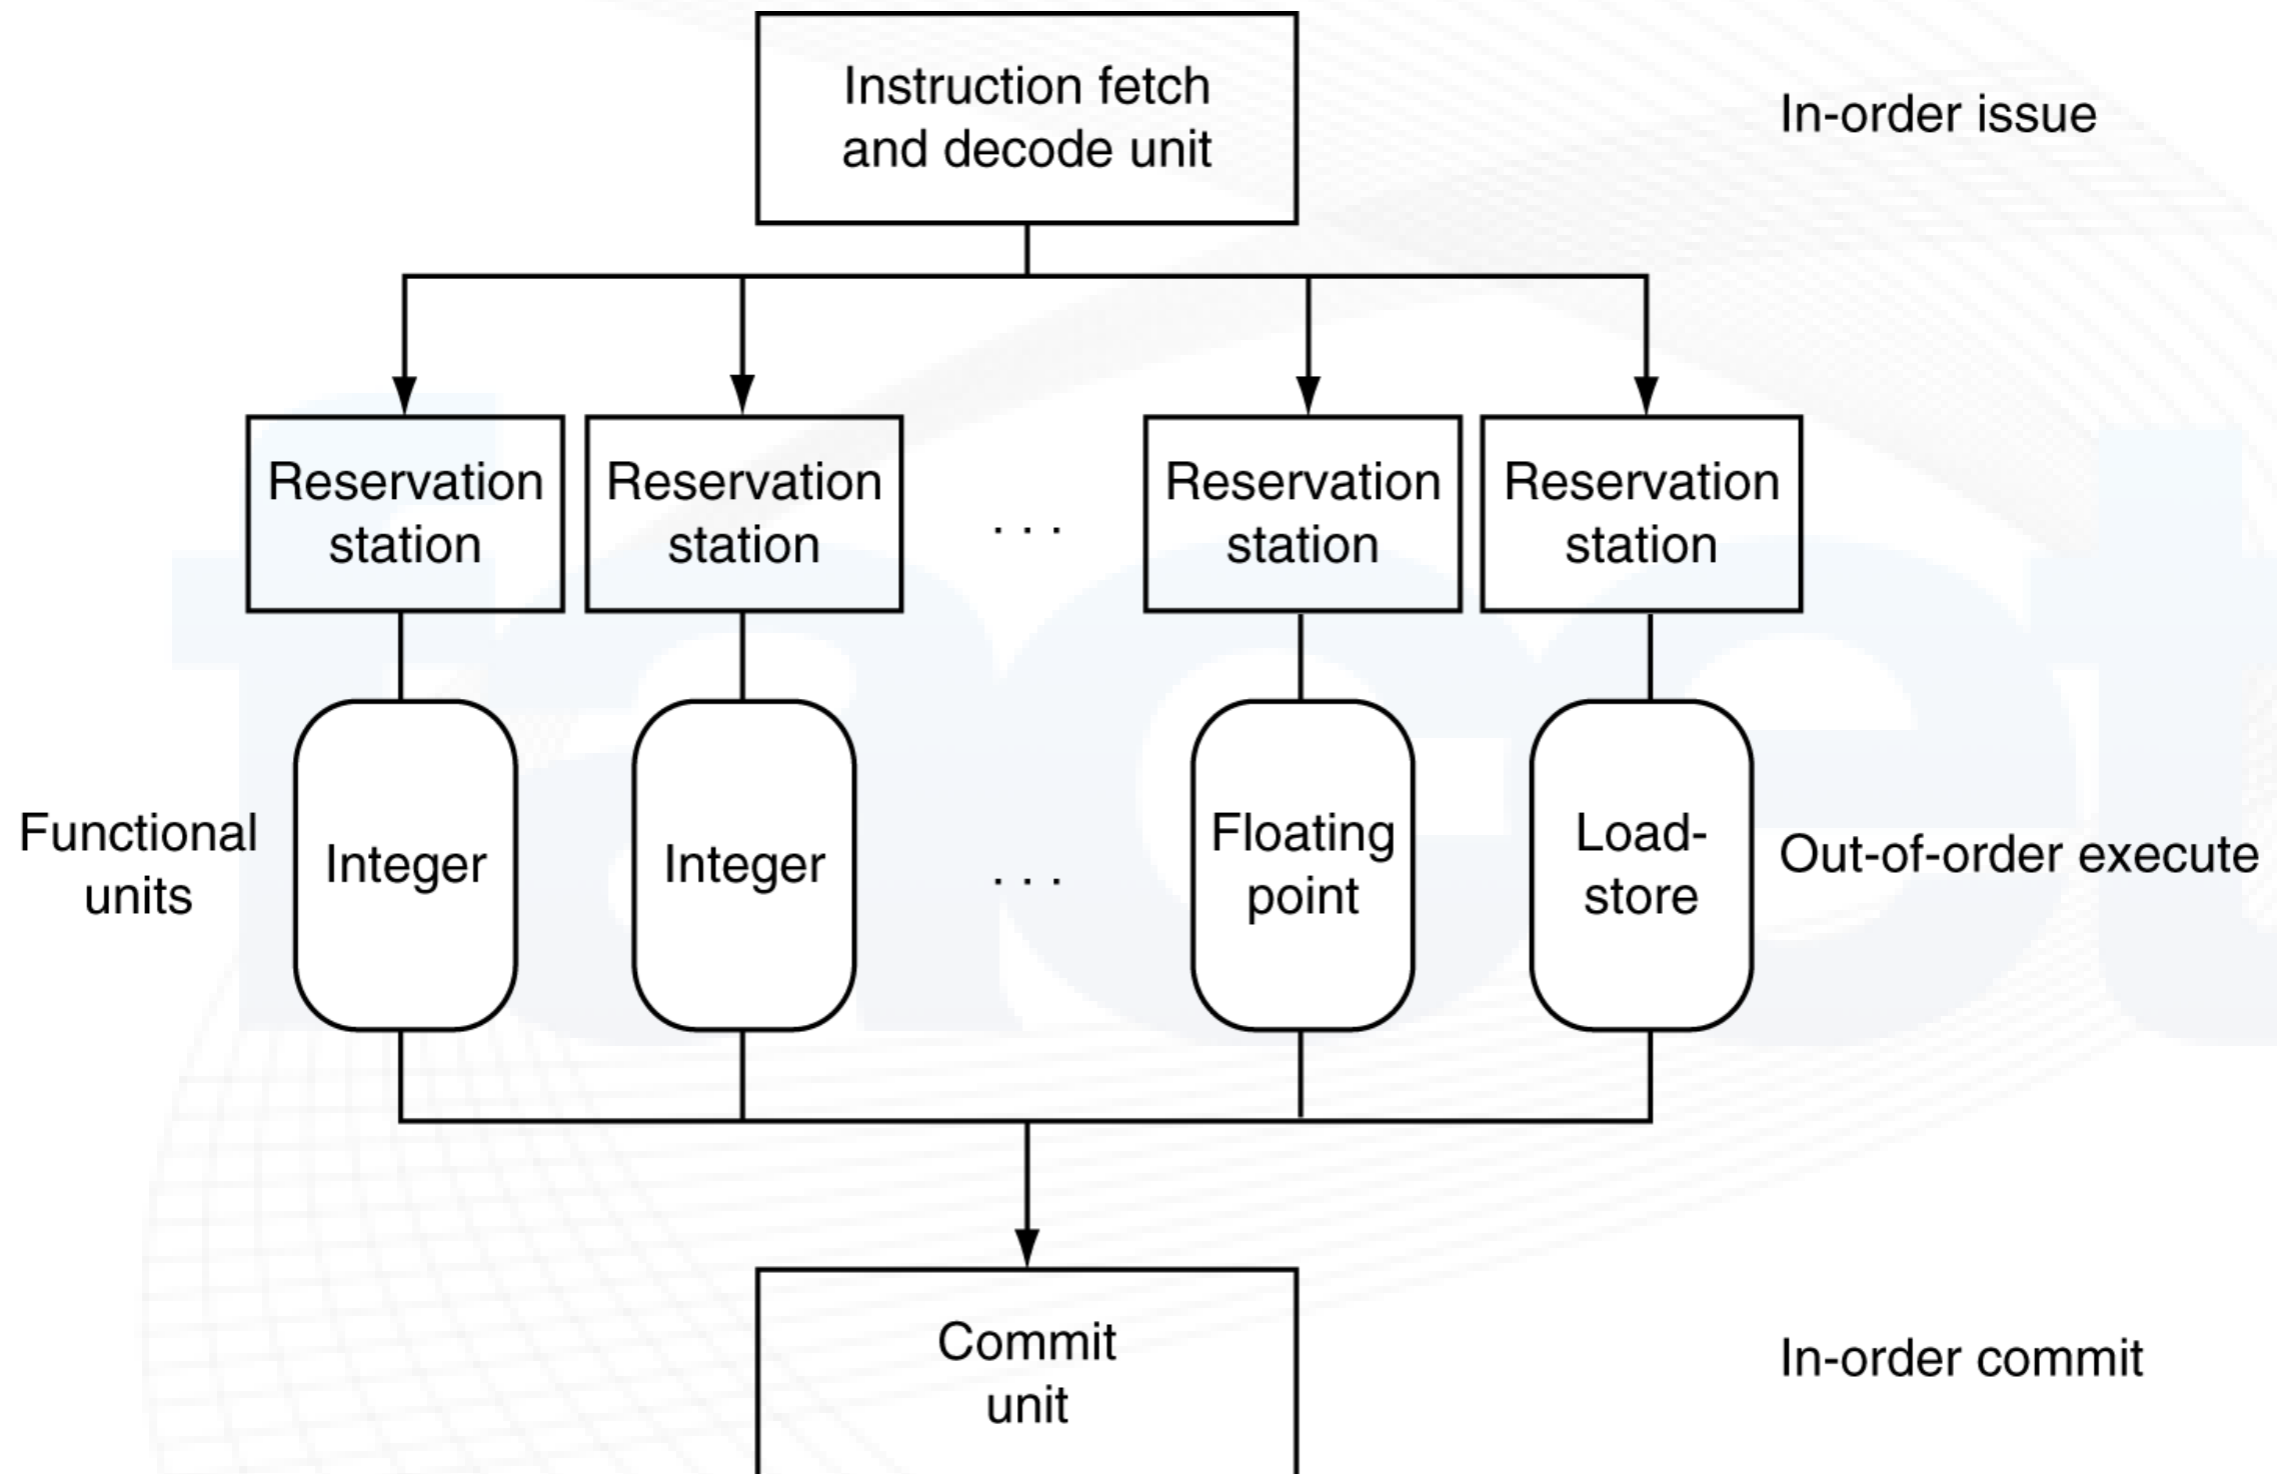 Instruction fetch
and decode unit
In-order issue
Reservation
station
Reservation
station
. . .
Reservation
station
Reservation
station
Functional
units
Integer
Integer
. . .
Floating
point
Load-
store
Out-of-order execute
Commit
unit
In-order commit